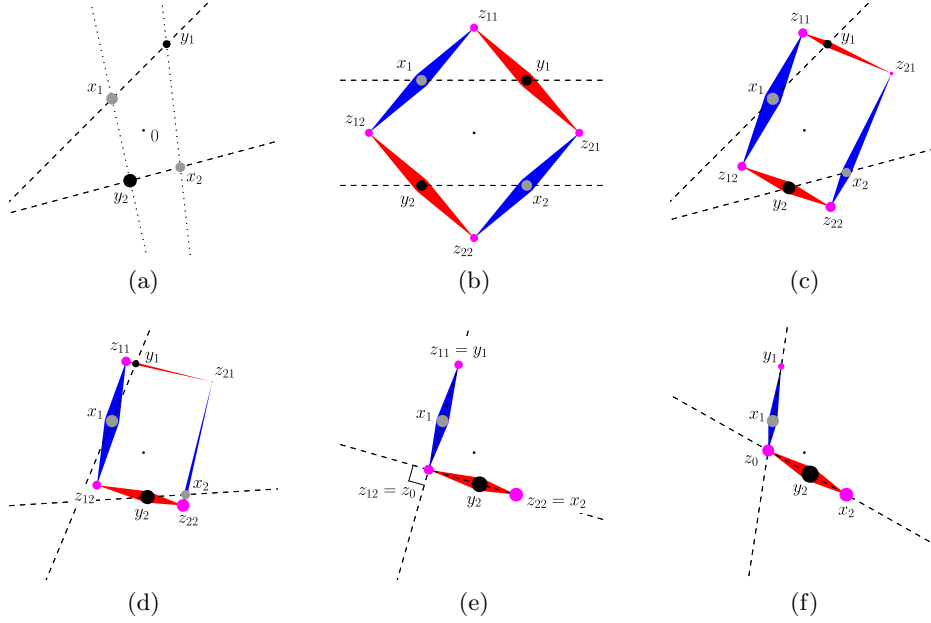 y₁
x₁
0
x₂
y₂
(a)
z₁₁
x₁
y₁
z₁₂
z₂₁
y₂
x₂
z₂₂
(b)
z₁₁
y₁
z₂₁
x₁
z₁₂
x₂
y₂
z₂₂
(c)
z₁₁
y₁
z₂₁
x₁
z₁₂
x₂
y₂
z₂₂
(d)
z₁₁ = y₁
x₁
z₁₂ = z₀
y₂
z₂₂ = x₂
(e)
y₁
x₁
z₀
y₂
x₂
(f)